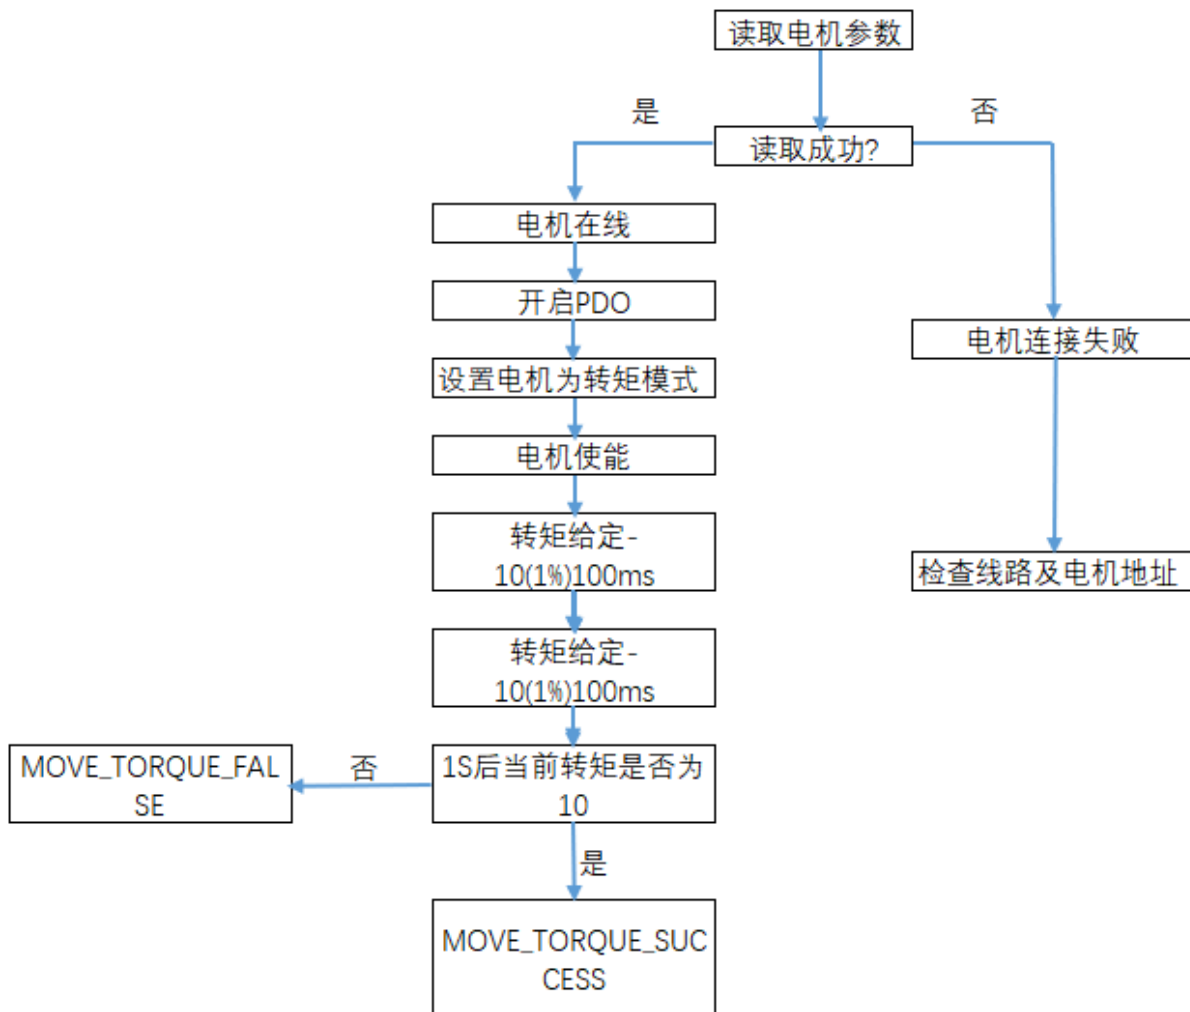 读取电机参数
是
否
读取成功?
电机在线
开启PDO
电机连接失败
设置电机为转矩模式
电机使能
转矩给定-
10(1%)100ms
检查线路及电机地址
转矩给定-
10(1%)100ms
MOVE_TORQUE_FAL
SE
否
1S后当前转矩是否为
10
是
MOVE_TORQUE_SUC
CESS